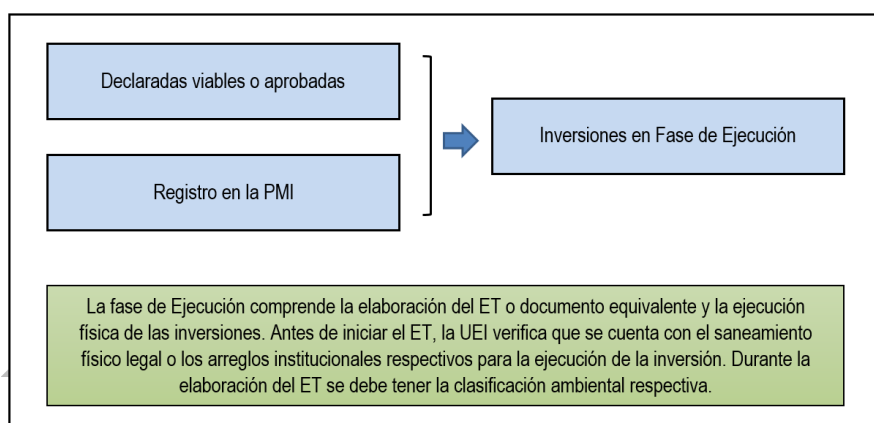 Declaradas viables o aprobadas
Registro en la PMI
Inversiones en Fase de Ejecución
La fase de Ejecución comprende la elaboración del ET o documento equivalente y la ejecución
física de las inversiones. Antes de iniciar el ET, la UEI verifica que se cuenta con el saneamiento
físico legal o los arreglos institucionales respectivos para la ejecución de la inversión. Durante la
elaboración del ET se debe tener la clasificación ambiental respectiva.